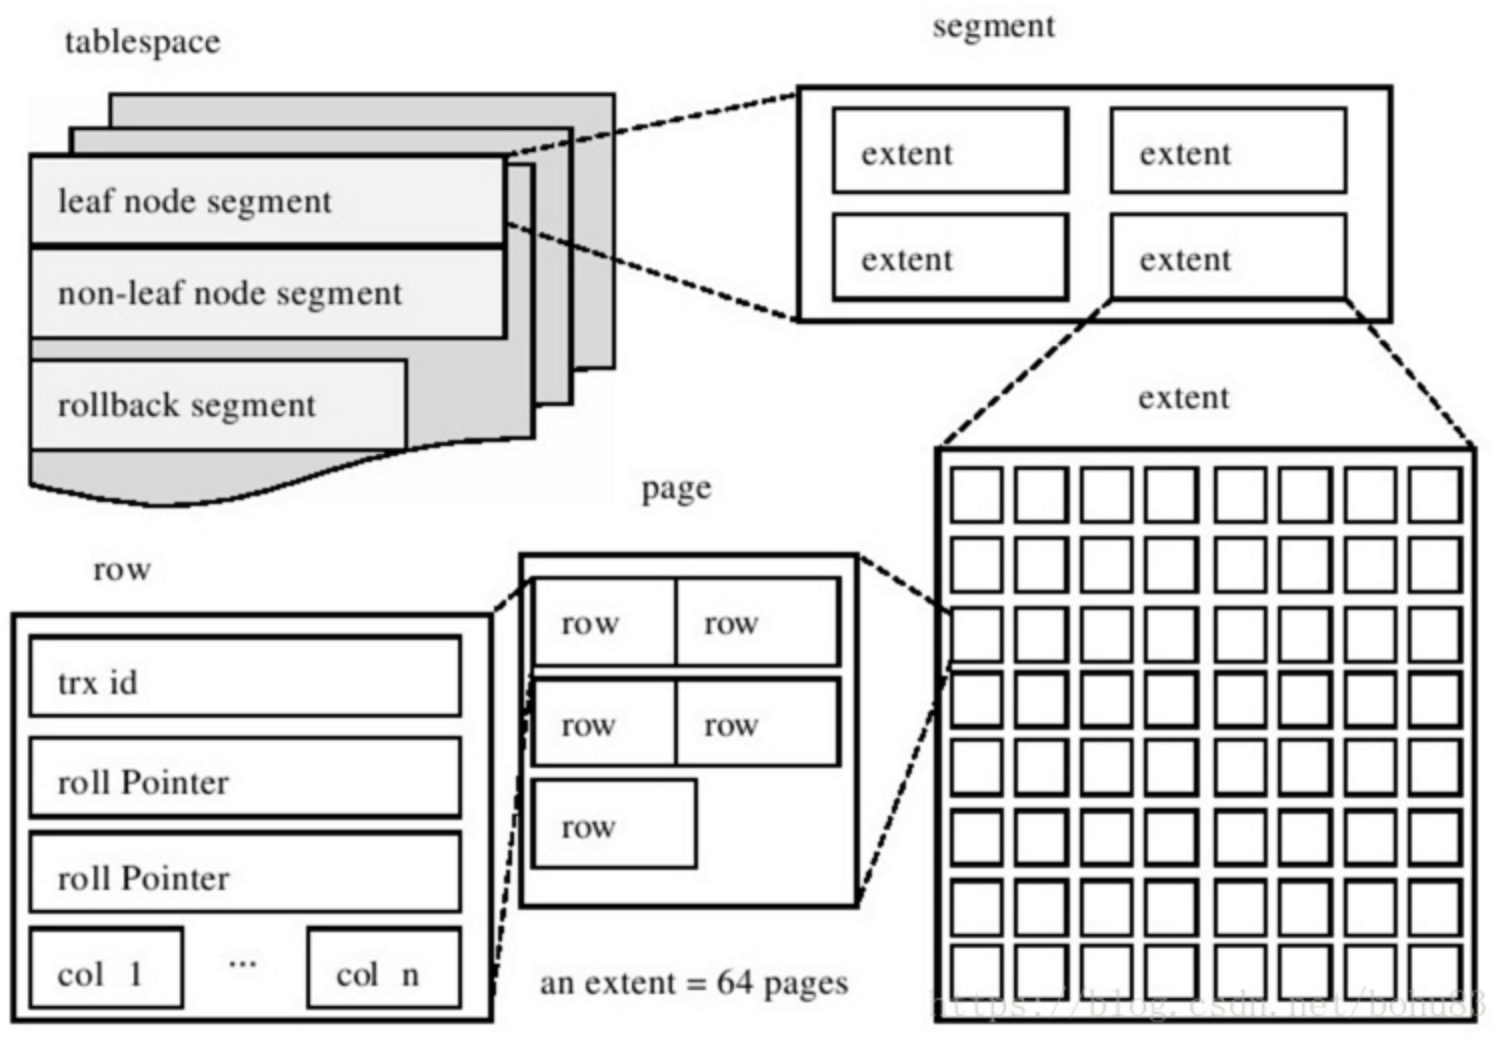 tablespace
segment
leaf node segment
non-leaf node segment
rollback segment
extent
extent
extent
extent
extent
page
row
row
row
row
row
row
trx id
roll Pointer
roll Pointer
col 1 ... col n
an extent = 64 pages
https://blog.csdn.net/bohu83